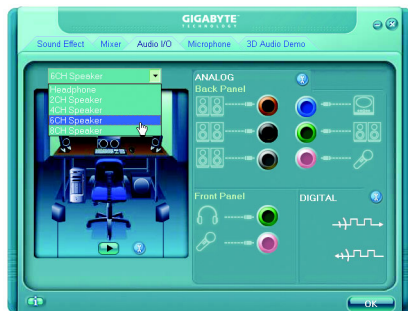 GIGABYTE
TECHNOLOGY
Sound Effect Mixer Audio I/O Microphone 3D Audio Demo
6CH Speaker
Headphone
2CH Speaker
4CH Speaker
6CH Speaker
8CH Speaker
ANALOG
Back Panel
Front Panel
DIGITAL
OK